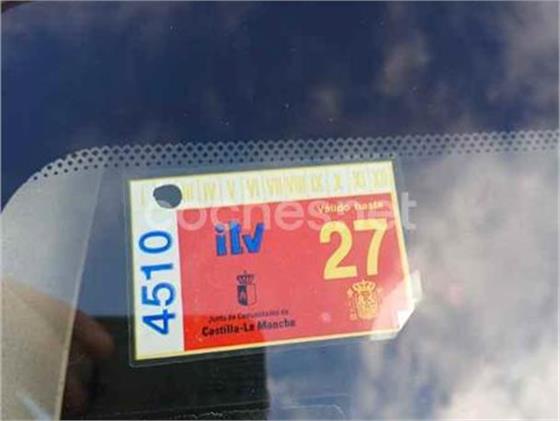 I III IV V VI VII VIII IX X XI XII
Válido hasta
itv
27
4510
Junta de Comunidades de
Castilla-La Mancha
coches.net